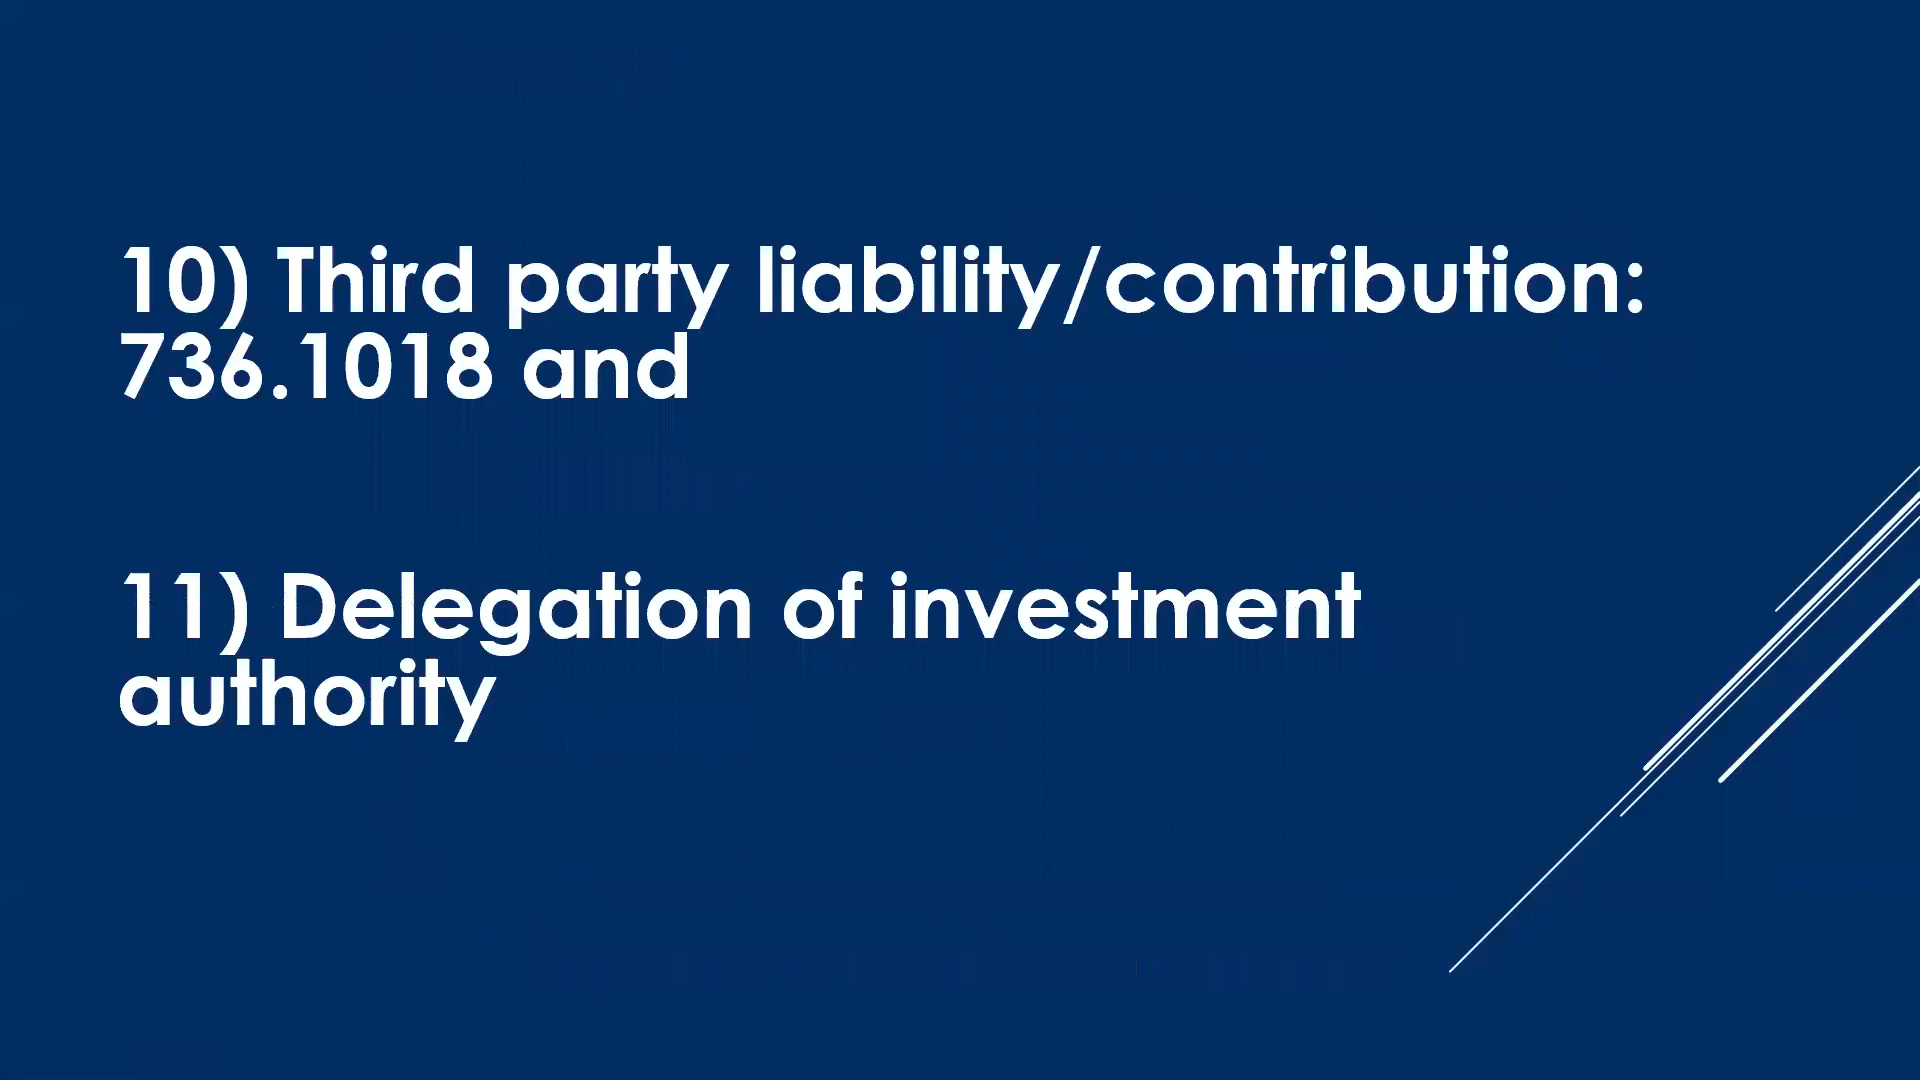 10) Third party liability/contribution:
736.1018 and
11) Delegation of investment
authority